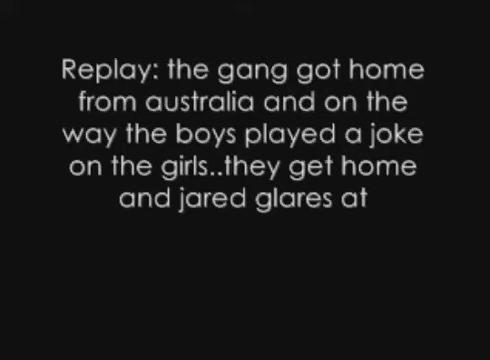 Replay: the gang got home
from australia and on the
way the boys played a joke
on the girls..they get home
and jared glares at